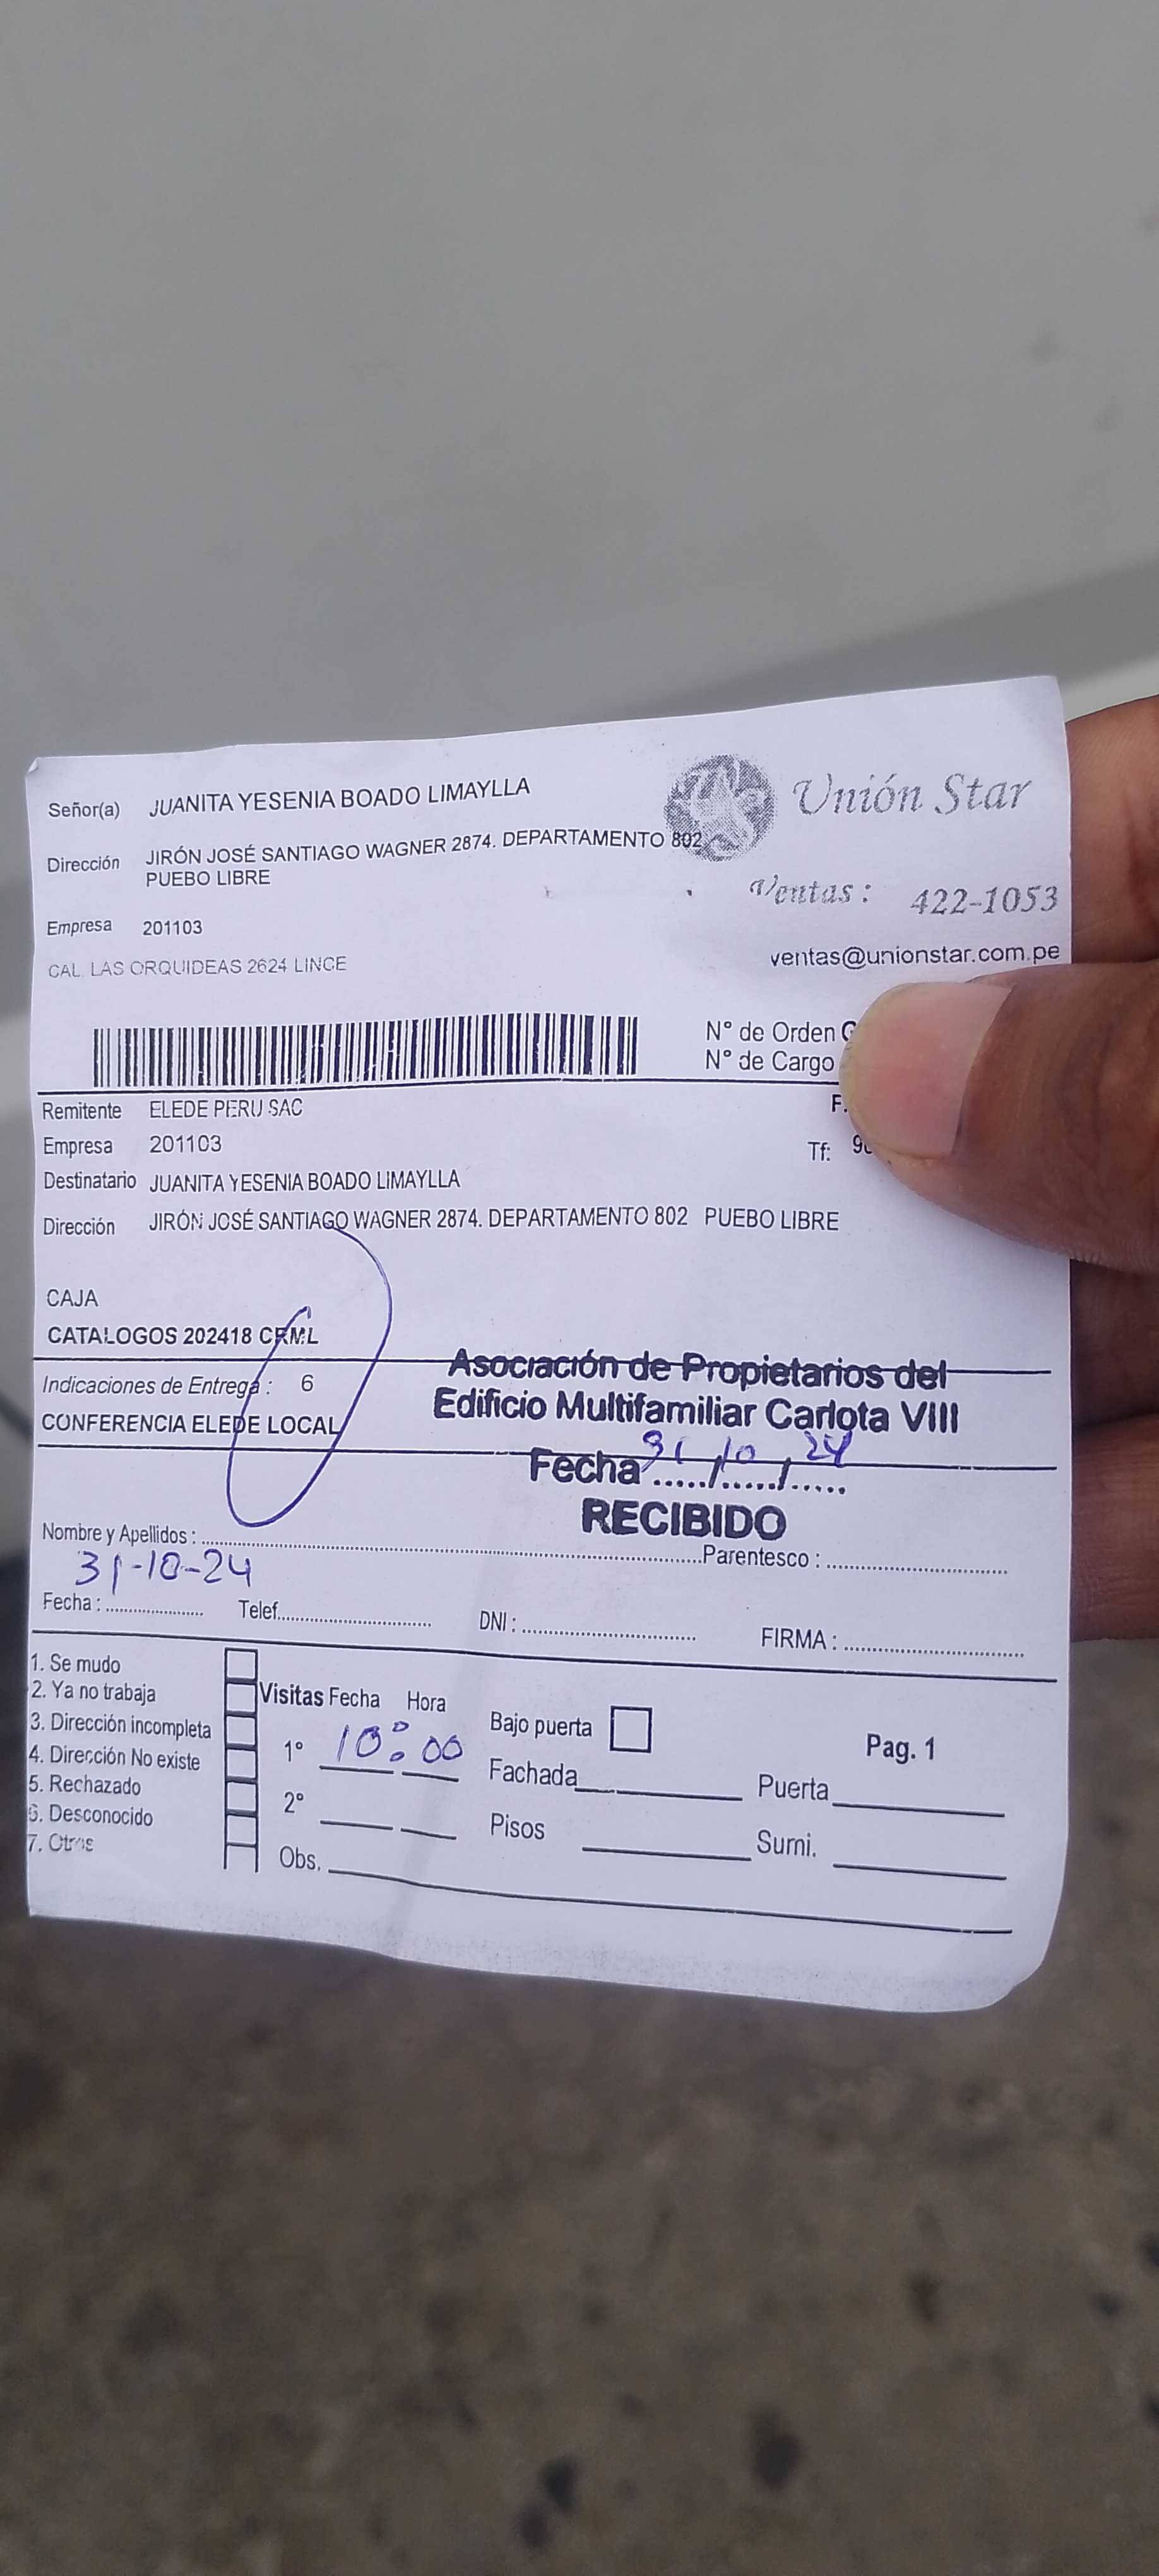 Señor(a) JUANITA YESENIA BOADO LIMAYLLA
Unión Star
Dirección JIRÓN JOSÉ SANTIAGO WAGNER 2874. DEPARTAMENTO 802
PUEBO LIBRE
Ventas: 422-1053
Empresa 201103
ventas@unionstar.com.pe
CAL. LAS ORQUIDEAS 2624 LINCE
N° de Orden
N° de Cargo
Remitente ELEDE PERU SAC
F.
Empresa 201103
Tf:
Destinatario JUANITA YESENIA BOADO LIMAYLLA
Dirección JIRÓN JOSÉ SANTIAGO WAGNER 2874. DEPARTAMENTO 802 PUEBO LIBRE
CAJA
CATALOGOS 202418 CRML
Asociación de Propietarios del
Indicaciones de Entrega : 6
Edificio Multifamiliar Carlota VIII
CONFERENCIA ELEDE LOCAL
Fecha 31/10/24
RECIBIDO
Nombre y Apellidos : Parentesco :
31-10-24
Fecha : Telef. DNI : FIRMA :
1. Se mudo
2. Ya no trabaja
3. Dirección incompleta
4. Dirección No existe
5. Rechazado
6. Desconocido
7. Otros
Visitas Fecha Hora
1° 10:00
2°
Obs.
Bajo puerta
Fachada
Pisos
Pag. 1
Puerta
Sumi.